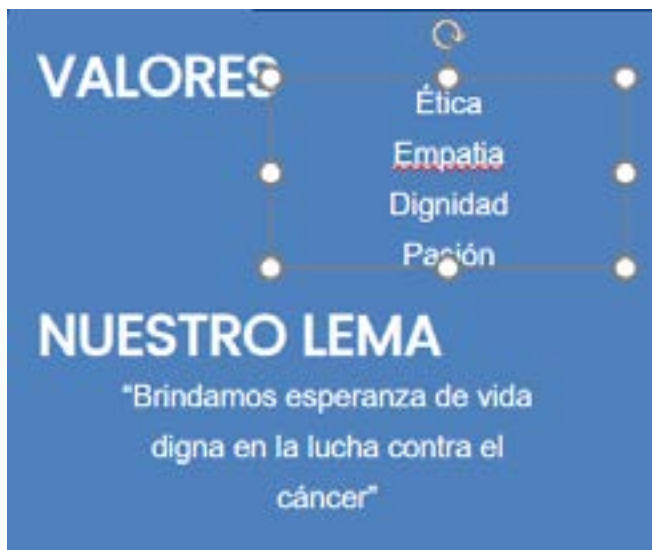 VALORES
Ética
Empatia
Dignidad
Pasión
NUESTRO LEMA
“Brindamos esperanza de vida
digna en la lucha contra el
cáncer”